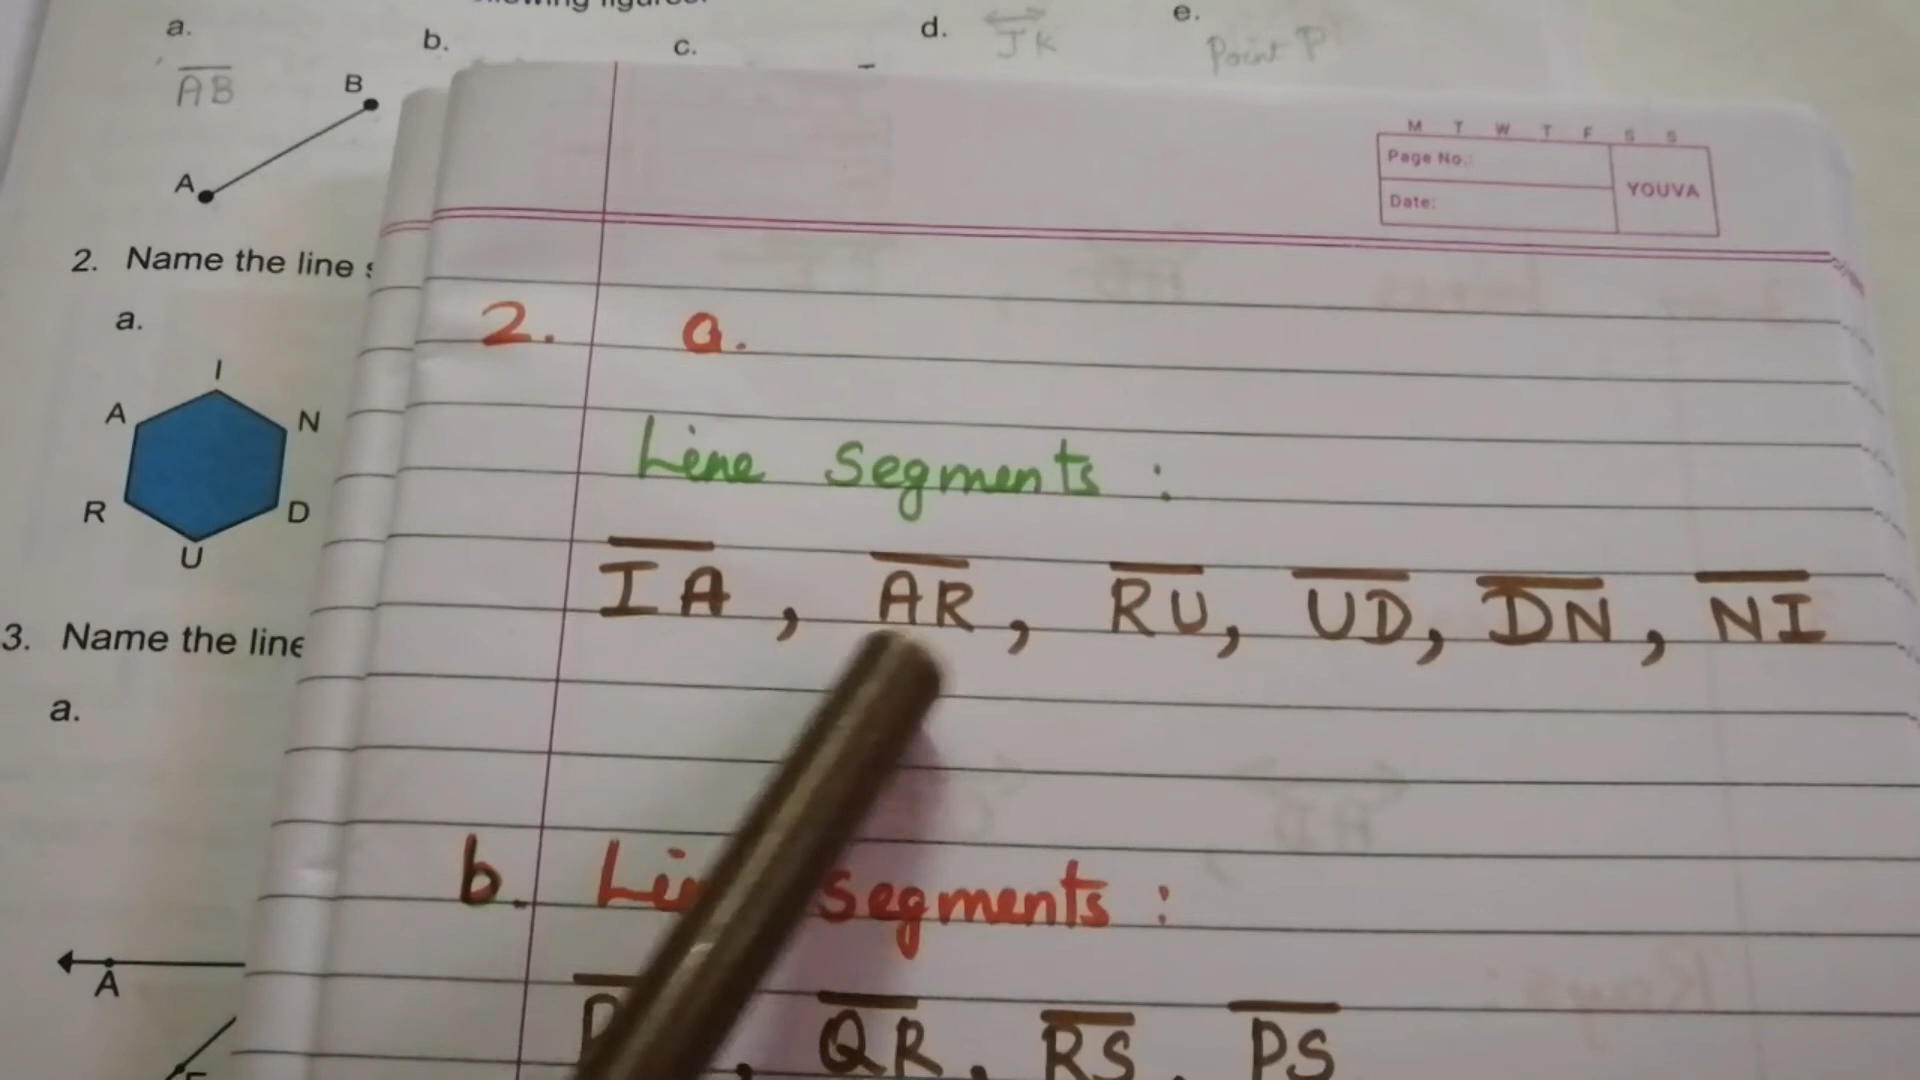 a. b. c. d. JK e. Point P
AB
B
A
2. Name the line
a.
I
A N
R D
U
3. Name the line
a.
A
M T W T F S S
Page No.:
YOUVA
Date:
2. a.
Line segments :
IA , AR , RU , UD , DN , NI
b. segments :
, QR , RS , PS